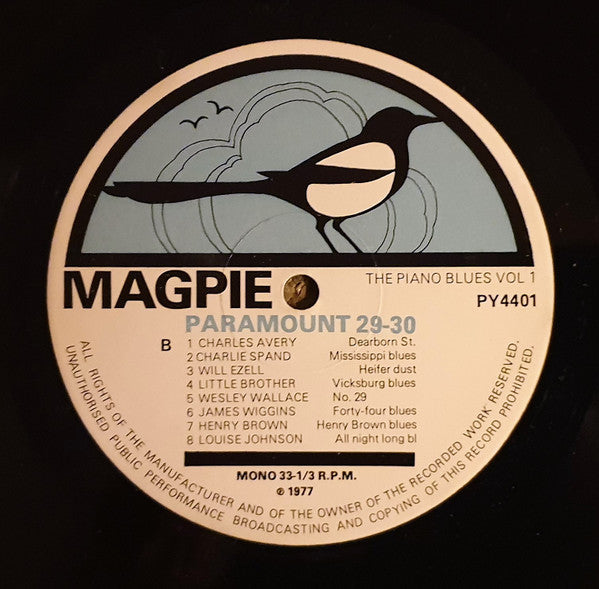 MAGPIE
THE PIANO BLUES VOL 1
PY4401
PARAMOUNT 29-30
B
1 CHARLES AVERY Dearborn St.
2 CHARLIE SPAND Mississippi blues
3 WILL EZELL Heifer dust
4 LITTLE BROTHER Vicksburg blues
5 WESLEY WALLACE No. 29
6 JAMES WIGGINS Forty-four blues
7 HENRY BROWN Henry Brown blues
8 LOUISE JOHNSON All night long bl
MONO 33-1/3 R.P.M.
℗ 1977
ALL RIGHTS OF THE MANUFACTURER AND OF THE OWNER OF THE RECORDED WORK RESERVED.
UNAUTHORISED PUBLIC PERFORMANCE BROADCASTING AND COPYING OF THIS RECORD PROHIBITED.